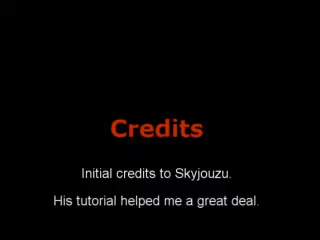 Credits
Initial credits to Skyjouzu.
His tutorial helped me a great deal.